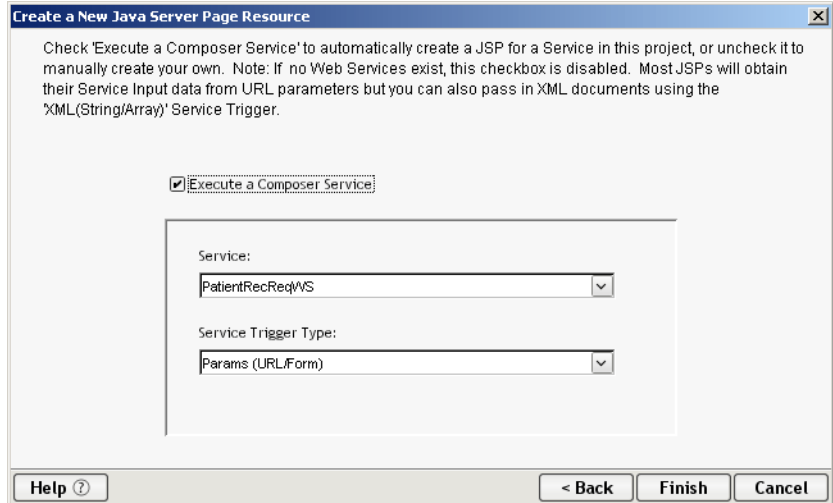 Create a New Java Server Page Resource
Check 'Execute a Composer Service' to automatically create a JSP for a Service in this project, or uncheck it to
manually create your own.  Note: If  no Web Services exist, this checkbox is disabled.  Most JSPs will obtain
their Service Input data from URL parameters but you can also pass in XML documents using the
'XML(String/Array)' Service Trigger.
Execute a Composer Service
Service:
PatientRecReqWS
Service Trigger Type:
Params (URL/Form)
Help ? < Back Finish Cancel